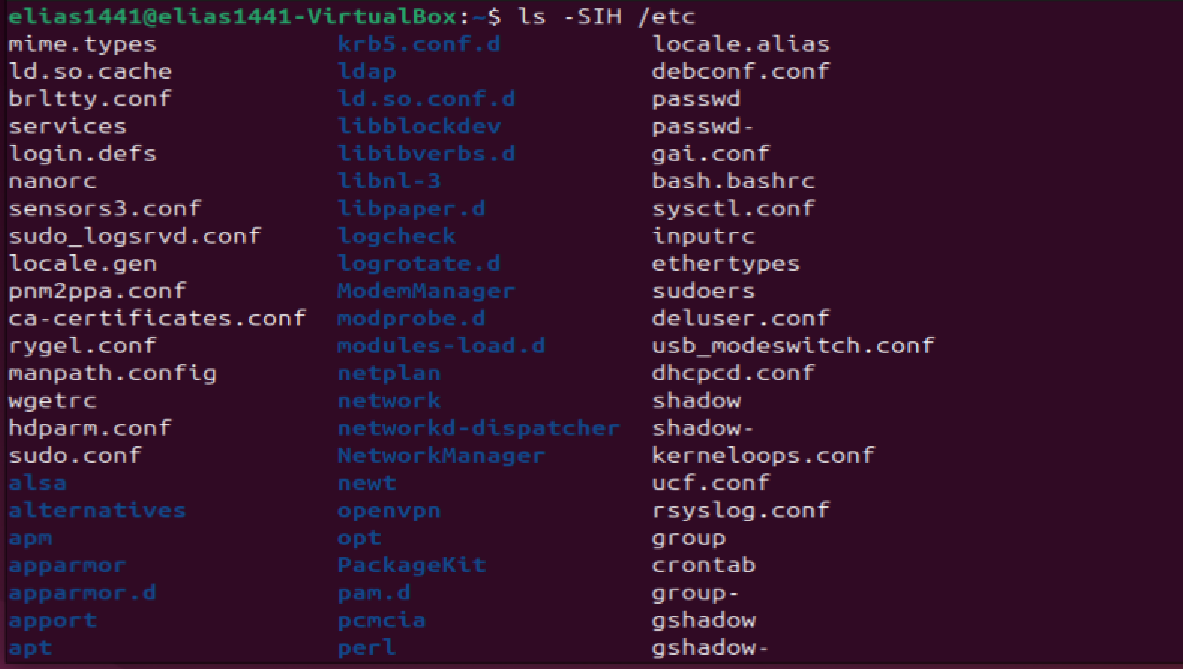 elias1441@elias1441-VirtualBox:~$ ls -SIH /etc
mime.types krb5.conf.d locale.alias
ld.so.cache ldap debconf.conf
brltty.conf ld.so.conf.d passwd
services libblockdev passwd-
login.defs libibverbs.d gai.conf
nanorc libnl-3 bash.bashrc
sensors3.conf libpaper.d sysctl.conf
sudo_logsrvd.conf logcheck inputrc
locale.gen logrotate.d ethertypes
pnm2ppa.conf ModemManager sudoers
ca-certificates.conf modprobe.d deluser.conf
rygel.conf modules-load.d usb_modeswitch.conf
manpath.config netplan dhcpcd.conf
wgetrc network shadow
hdparm.conf networkd-dispatcher shadow-
sudo.conf NetworkManager kerneloops.conf
alsa newt ucf.conf
alternatives openvpn rsyslog.conf
apm opt group
apparmor PackageKit crontab
apparmor.d pam.d group-
apport pcmcia gshadow
apt perl gshadow-